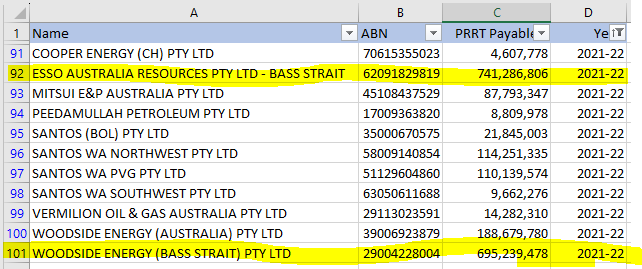 A B C D
1 Name ABN PRRT Payable Ye
91 COOPER ENERGY (CH) PTY LTD 70615355023 4,607,778 2021-22
92 ESSO AUSTRALIA RESOURCES PTY LTD - BASS STRAIT 62091829819 741,286,806 2021-22
93 MITSUI E&P AUSTRALIA PTY LTD 45108437529 87,793,347 2021-22
94 PEEDAMULLAH PETROLEUM PTY LTD 17009363820 8,809,978 2021-22
95 SANTOS (BOL) PTY LTD 35000670575 21,845,003 2021-22
96 SANTOS WA NORTHWEST PTY LTD 58009140854 114,251,335 2021-22
97 SANTOS WA PVG PTY LTD 51129604860 110,139,574 2021-22
98 SANTOS WA SOUTHWEST PTY LTD 63050611688 9,662,276 2021-22
99 VERMILION OIL & GAS AUSTRALIA PTY LTD 29113023591 14,282,310 2021-22
100 WOODSIDE ENERGY (AUSTRALIA) PTY LTD 39006923879 188,679,780 2021-22
101 WOODSIDE ENERGY (BASS STRAIT) PTY LTD 29004228004 695,239,478 2021-22